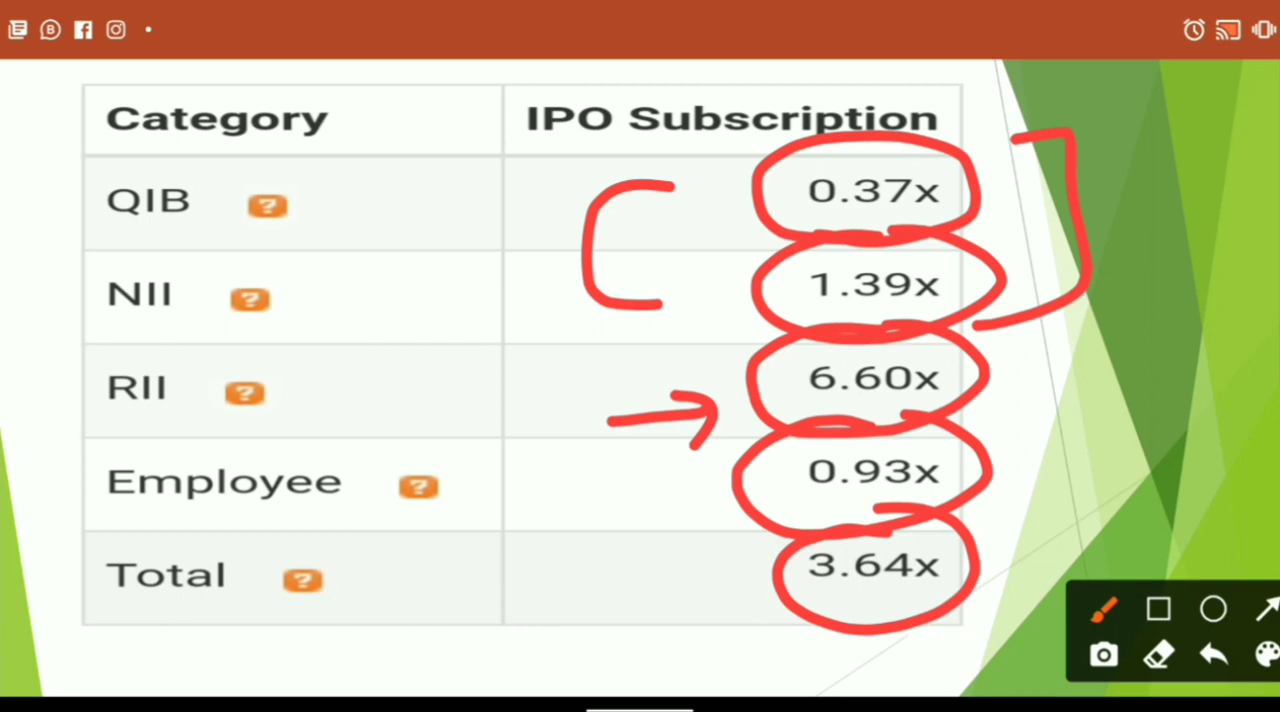 Category IPO Subscription
QIB ? 0.37x
NII ? 1.39x
RII ? 6.60x
Employee ? 0.93x
Total ? 3.64x